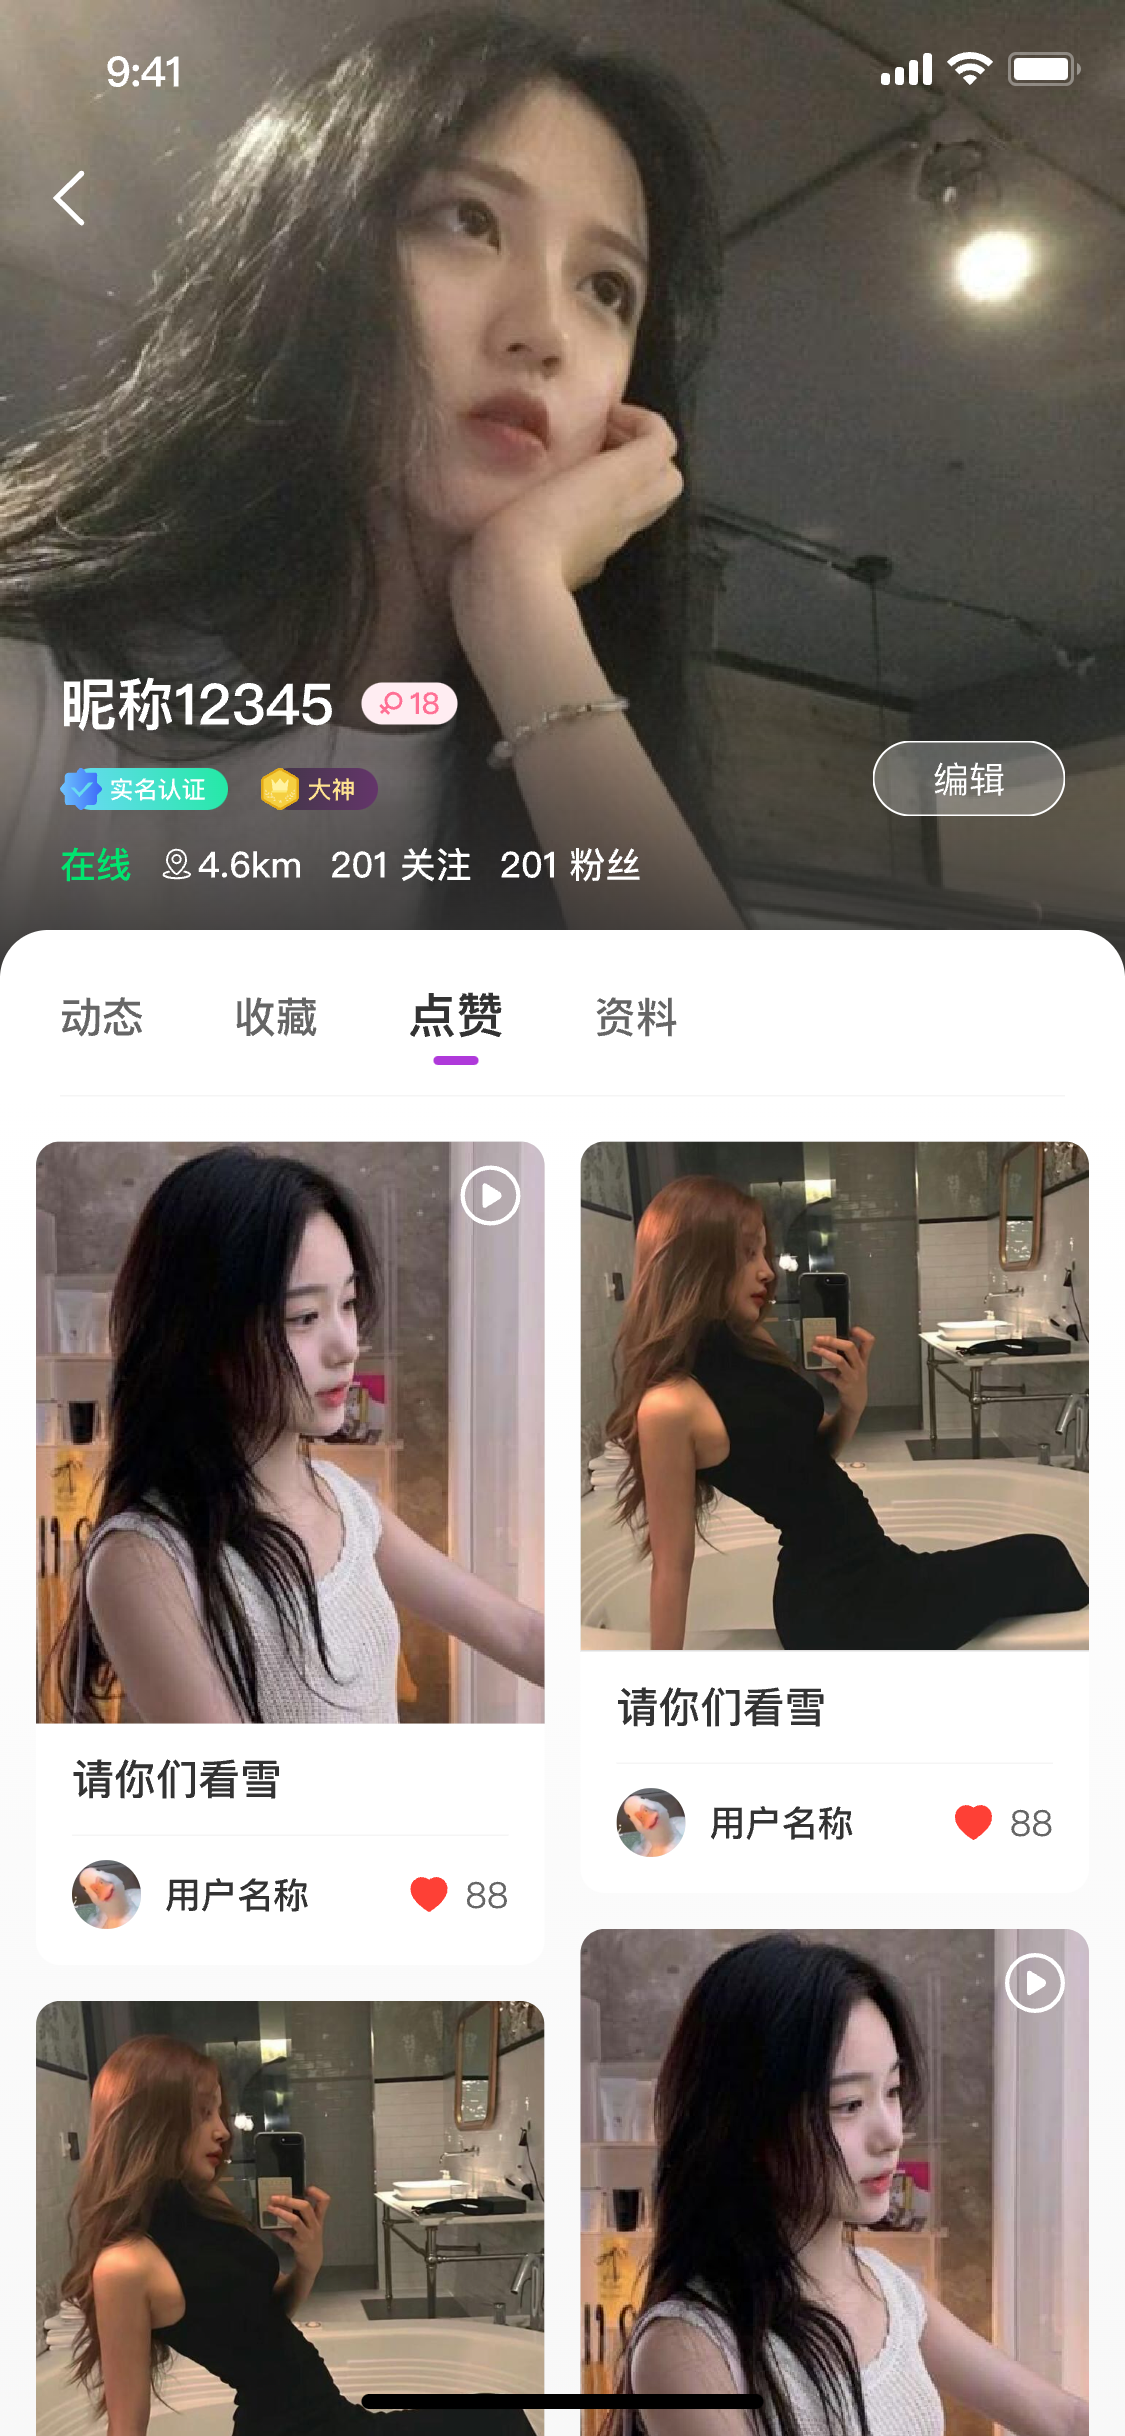 9:41
昵称12345 18
实名认证 大神
编辑
在线 4.6km 201 关注 201 粉丝
动态 收藏 点赞 资料
请你们看雪
用户名称 88
请你们看雪
用户名称 88